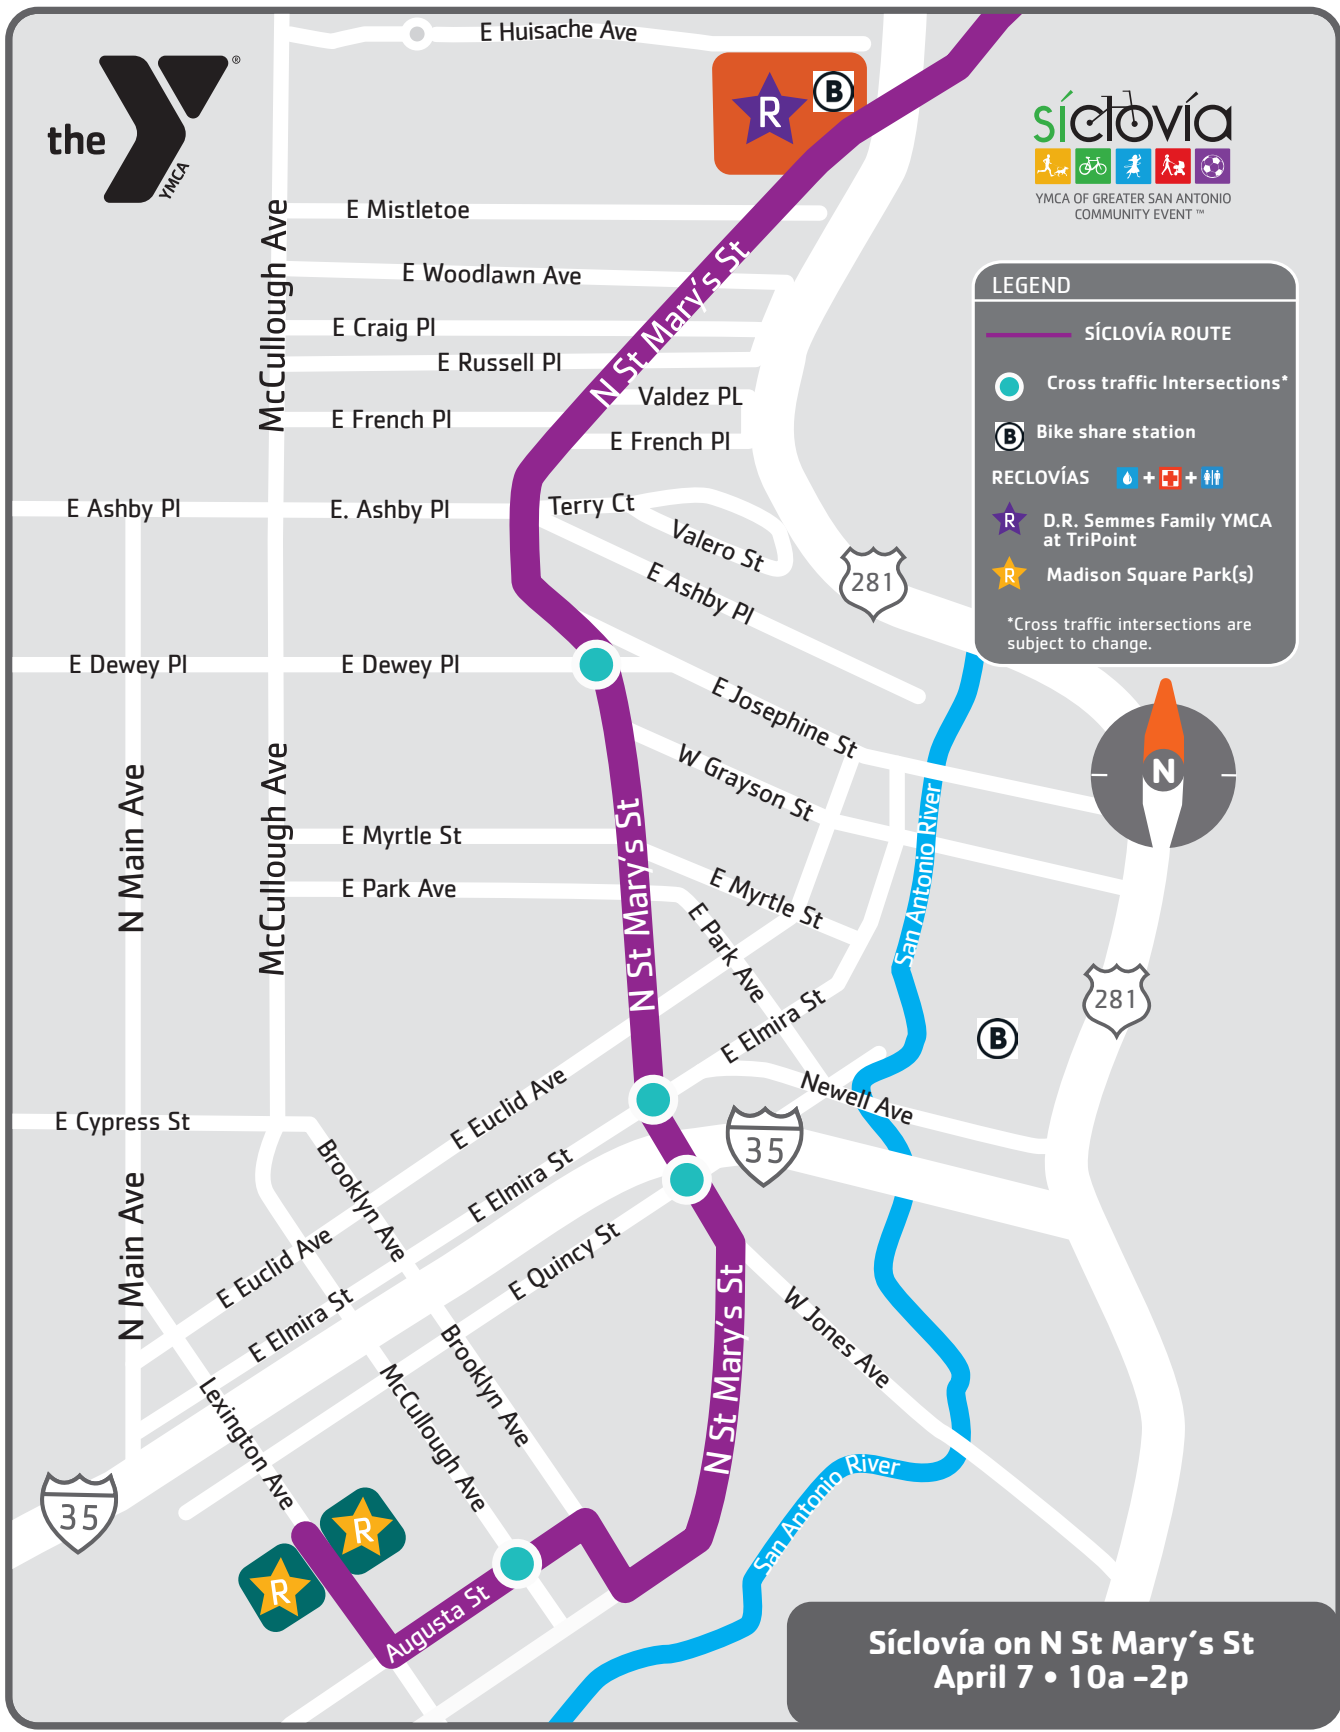 E Huisache Ave
the
®
YMCA
R
B
síclovía
YMCA OF GREATER SAN ANTONIO
COMMUNITY EVENT ™
E Mistletoe
McCullough Ave
E Woodlawn Ave
N St Mary's St
E Craig Pl
E Russell Pl
Valdez PL
E French Pl
E French Pl
LEGEND
SÍCLOVÍA ROUTE
Cross traffic Intersections*
B
Bike share station
RECLOVÍAS + +
R
D.R. Semmes Family YMCA
at TriPoint
R
Madison Square Park(s)
*Cross traffic intersections are
subject to change.
E Ashby Pl
E. Ashby Pl
Terry Ct
Valero St
E Ashby Pl
281
E Dewey Pl
E Dewey Pl
E Josephine St
W Grayson St
N
N Main Ave
McCullough Ave
N St Mary's St
San Antonio River
E Myrtle St
E Park Ave
E Myrtle St
E Park Ave
281
B
E Elmira St
Newell Ave
E Cypress St
E Euclid Ave
35
Brooklyn Ave
E Elmira St
N Main Ave
E Euclid Ave
E Quincy St
E Elmira St
N St Mary's St
W Jones Ave
Brooklyn Ave
McCullough Ave
Lexington Ave
35
San Antonio River
R
R
Augusta St
Síclovía on N St Mary’s St
April 7 • 10a –2p